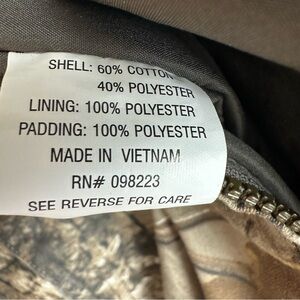 SHELL: 60% COTTON
40% POLYESTER
LINING: 100% POLYESTER
PADDING: 100% POLYESTER
MADE IN VIETNAM
RN# 098223
SEE REVERSE FOR CARE